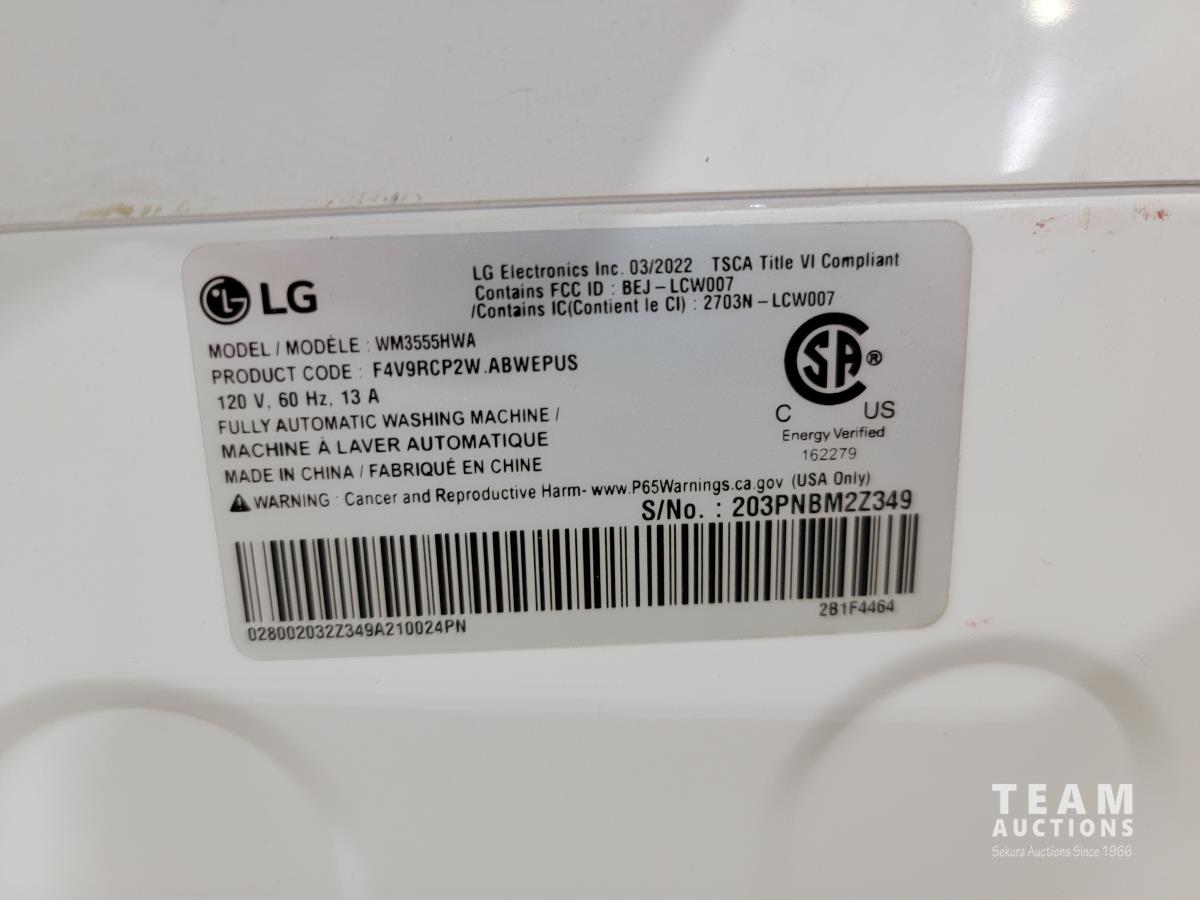 LG
LG Electronics Inc. 03/2022 TSCA Title VI Compliant
Contains FCC ID : BEJ-LCW007
/Contains IC(Contient le CI) : 2703N-LCW007
MODEL / MODÈLE : WM3555HWA
PRODUCT CODE : F4V9RCP2W.ABWEPUS
120 V, 60 Hz, 13 A
FULLY AUTOMATIC WASHING MACHINE /
MACHINE À LAVER AUTOMATIQUE
MADE IN CHINA / FABRIQUÉ EN CHINE
SA®
C US
Energy Verified
162279
WARNING : Cancer and Reproductive Harm- www.P65Warnings.ca.gov (USA Only)
S/No. : 203PNBM2Z349
028002032Z349A210024PN
2B1F4464
TEAM
AUCTIONS
Sekura Auctions Since 1966